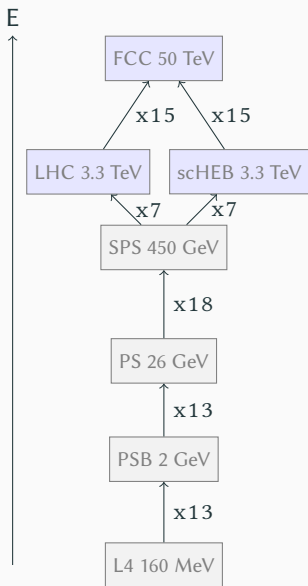 E
FCC 50 TeV
x15 x15
LHC 3.3 TeV scHEB 3.3 TeV
x7 x7
SPS 450 GeV
x18
PS 26 GeV
x13
PSB 2 GeV
x13
L4 160 MeV